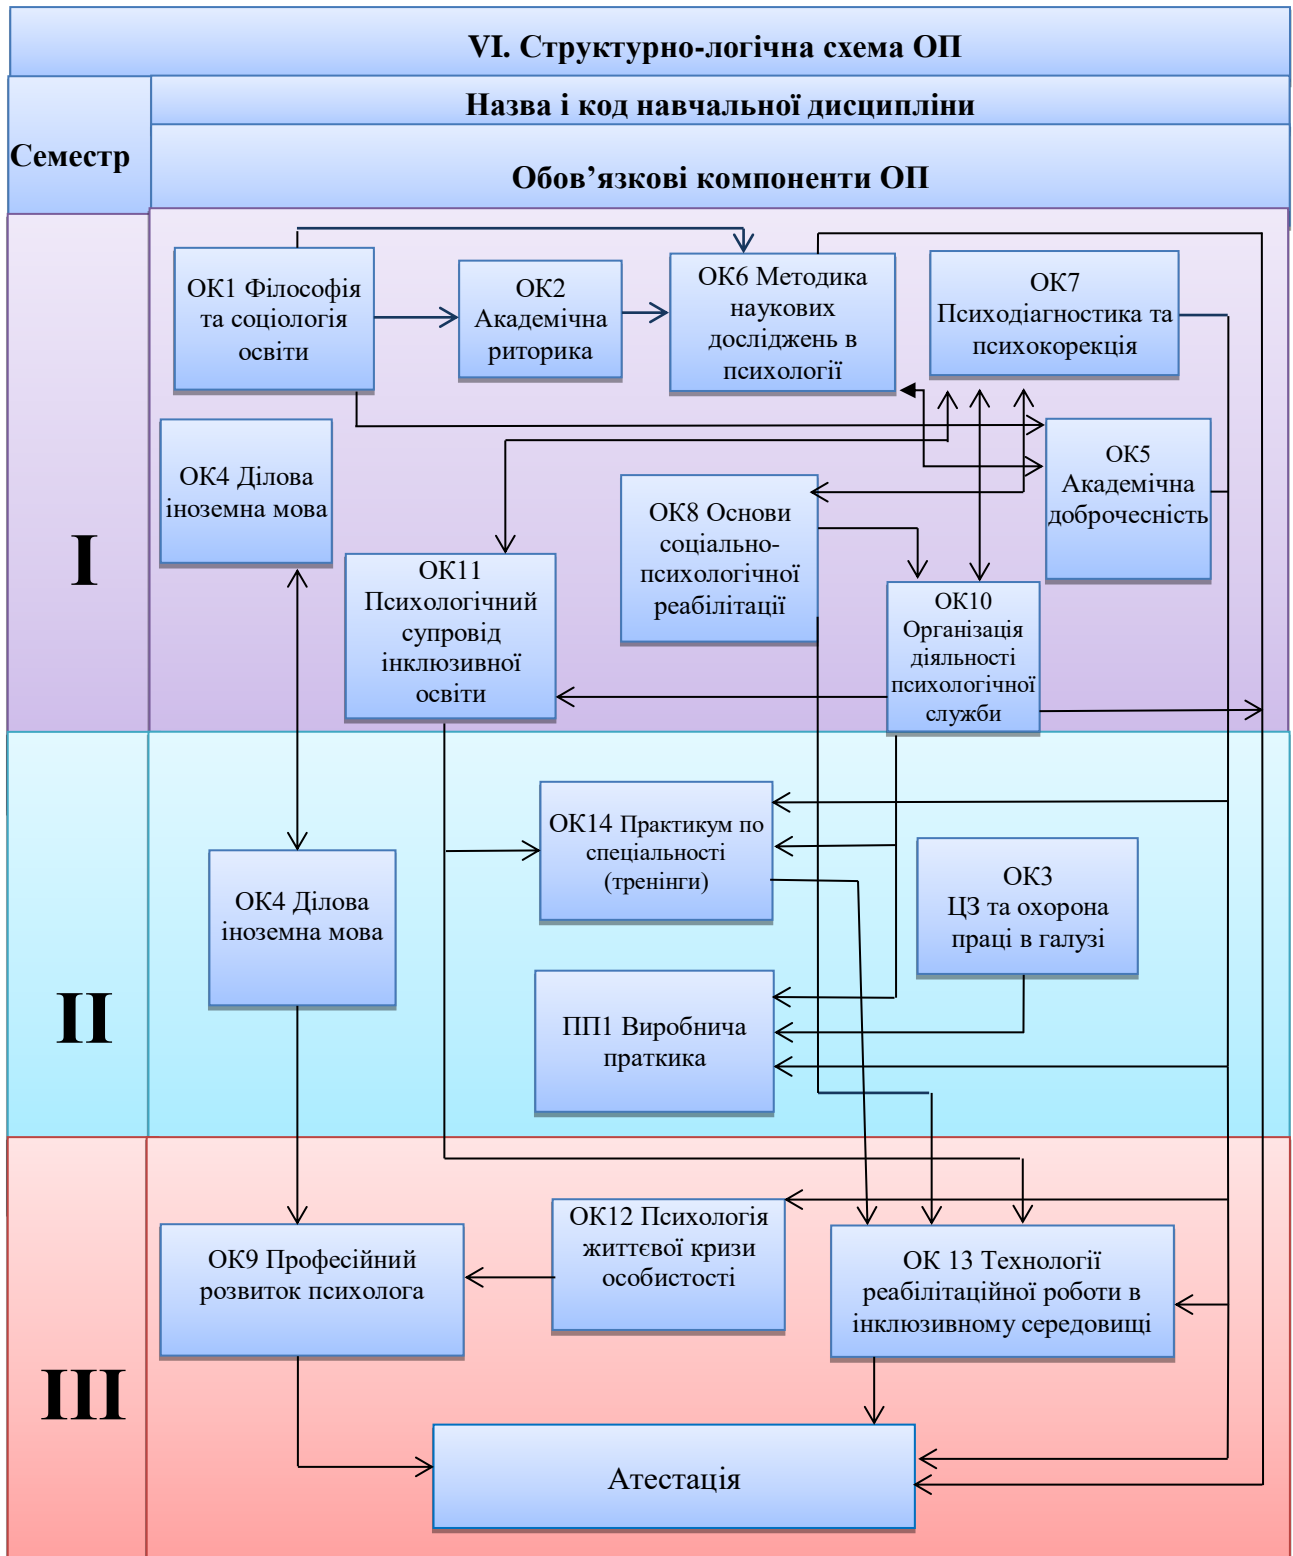 VI. Структурно-логічна схема ОП
Семестр
Назва і код навчальної дисципліни
Обов’язкові компоненти ОП
I
ОК1 Філософія
та соціологія
освіти
ОК2
Академічна
риторика
ОК6 Методика
наукових
досліджень в
психології
ОК7
Психодіагностика та
психокорекція
ОК4 Ділова
іноземна мова
ОК5
Академічна
доброчесність
ОК8 Основи
соціально-
психологічної
реабілітації
ОК11
Психологічний
супровід
інклюзивної
освіти
ОК10
Організація
діяльності
психологічної
служби
II
ОК14 Практикум по
спеціальності
(тренінги)
ОК4 Ділова
іноземна мова
ОК3
ЦЗ та охорона
праці в галузі
ПП1 Виробнича
праткика
III
ОК9 Професійний
розвиток психолога
ОК12 Психологія
життєвої кризи
особистості
ОК 13 Технології
реабілітаційної роботи в
інклюзивному середовищі
Атестація